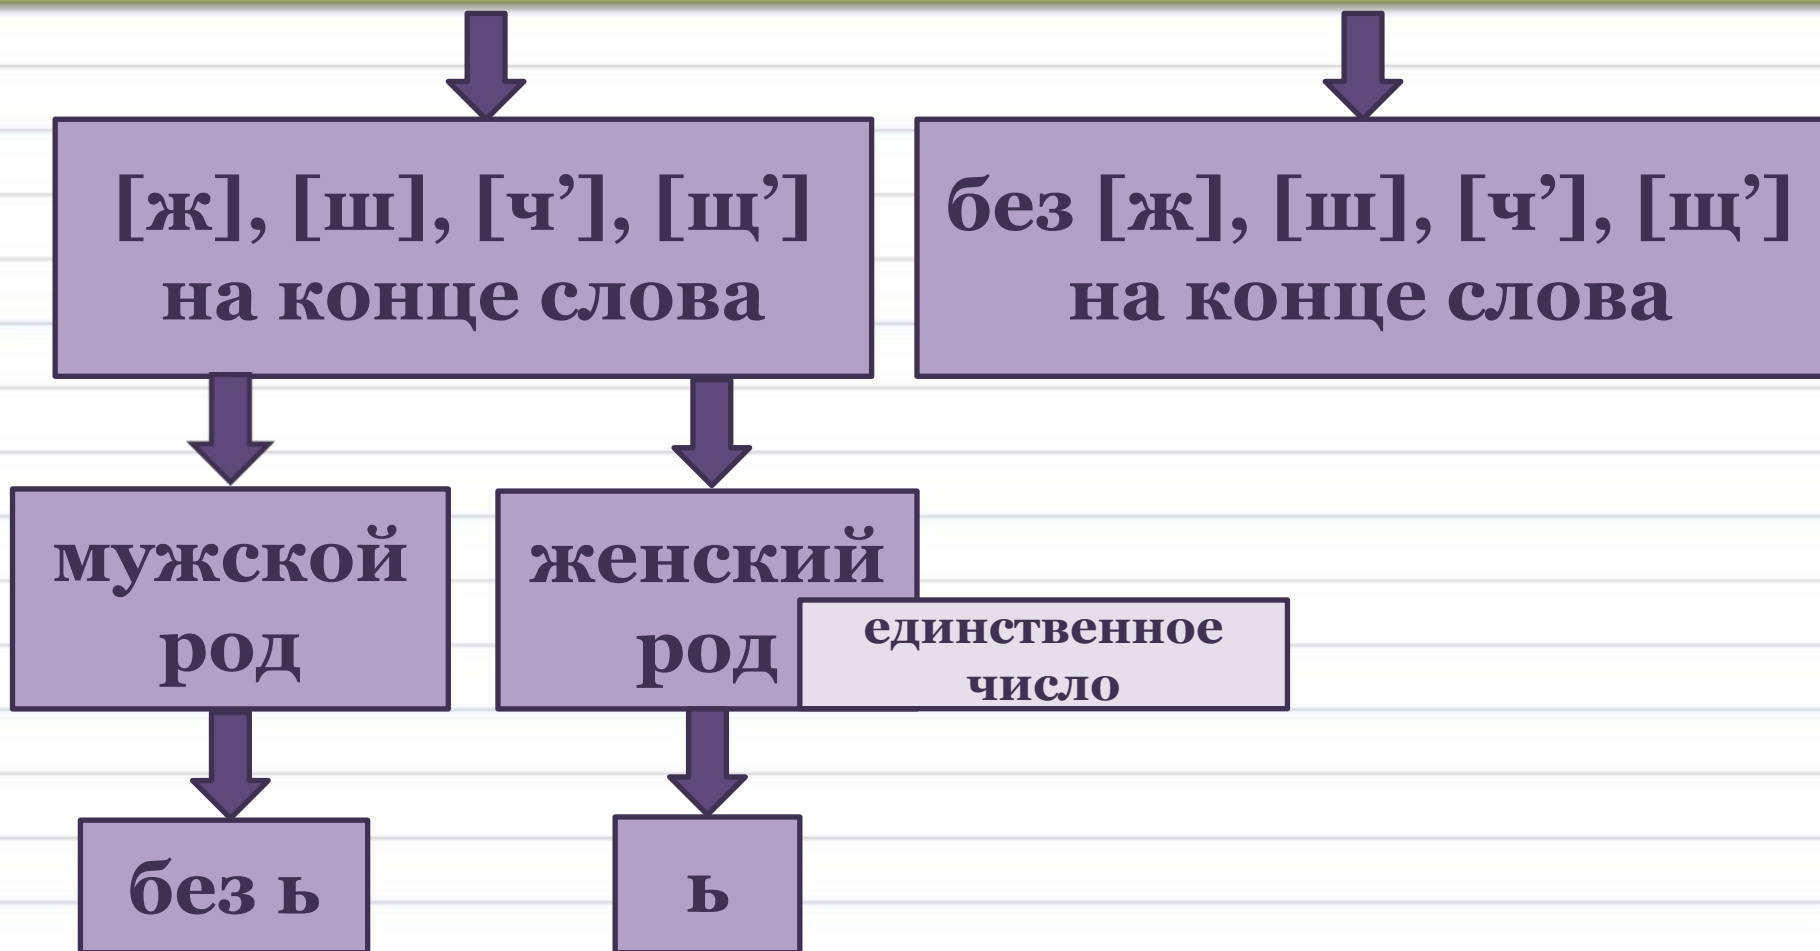 [ж], [ш], [ч’], [щ’]
на конце слова
без [ж], [ш], [ч’], [щ’]
на конце слова
мужской
род
женский
род
единственное
число
без ь
ь